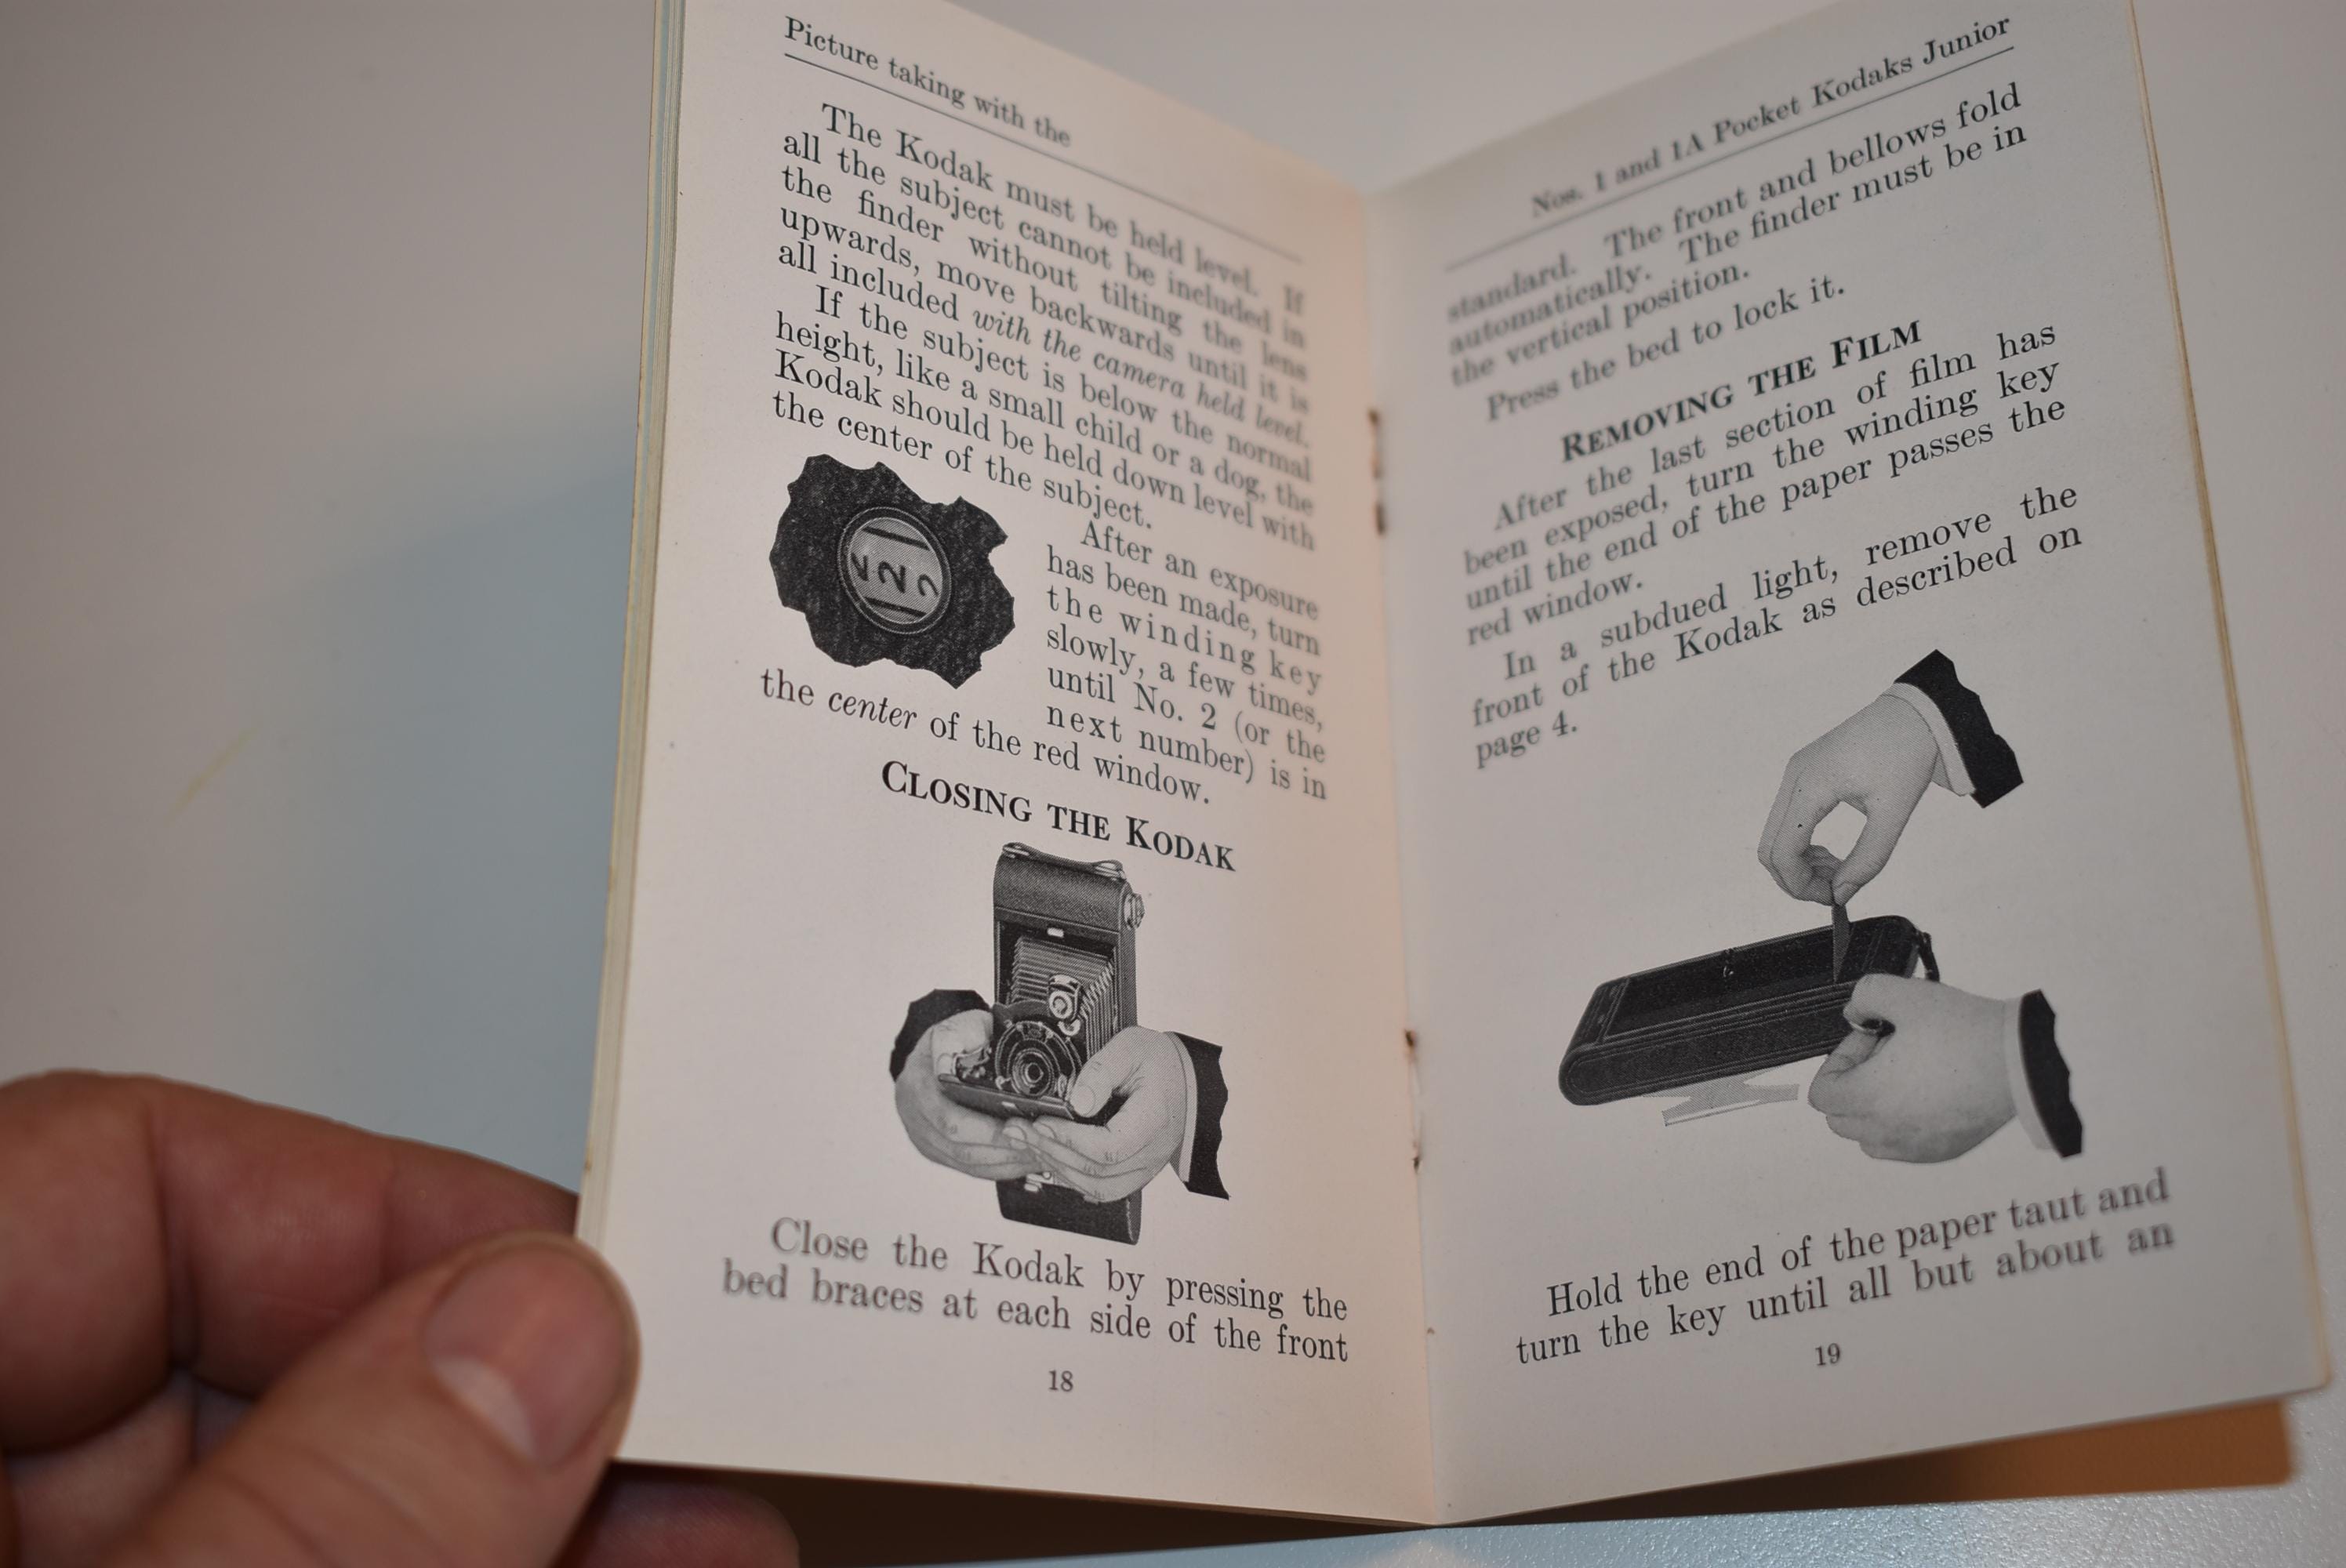 Picture taking with the
The Kodak must be held level. If
all the subject cannot be included in
the finder without tilting the lens
upwards, move backwards until it is
all included with the camera held level.
If the subject is below the normal
height, like a small child or a dog, the
Kodak should be held down level with
the center of the subject.
2 2 2
After an exposure
has been made, turn
the winding key
slowly, a few times,
until No. 2 (or the
next number) is in
the center of the red window.
CLOSING THE KODAK
Close the Kodak by pressing the
bed braces at each side of the front
18
Nos. 1 and 1A Pocket Kodaks Junior
standard. The front and bellows fold
automatically. The finder must be in
the vertical position.
Press the bed to lock it.
REMOVING THE FILM
After the last section of film has
been exposed, turn the winding key
until the end of the paper passes the
red window.
In a subdued light, remove the
front of the Kodak as described on
page 4.
Hold the end of the paper taut and
turn the key until all but about an
19